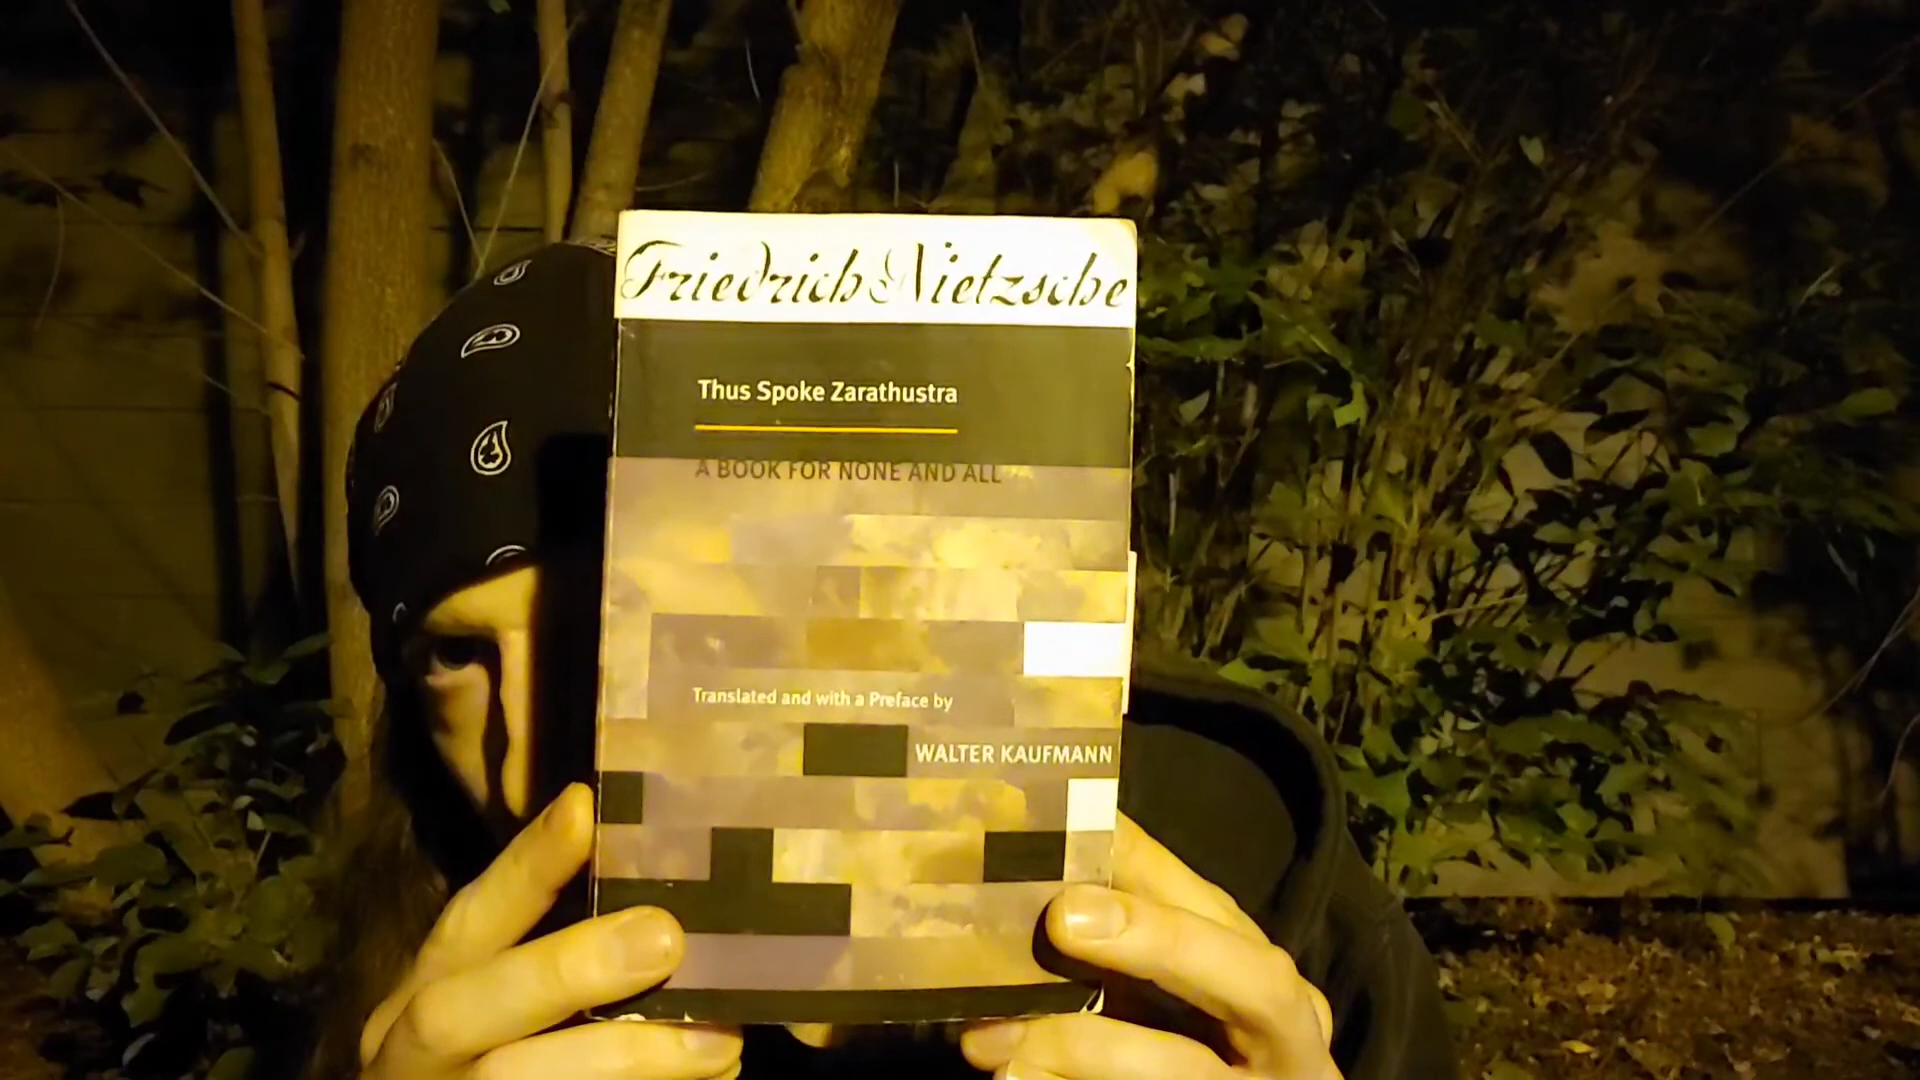 Friedrich Nietzsche
Thus Spoke Zarathustra
A BOOK FOR NONE AND ALL
Translated and with a Preface by
WALTER KAUFMANN